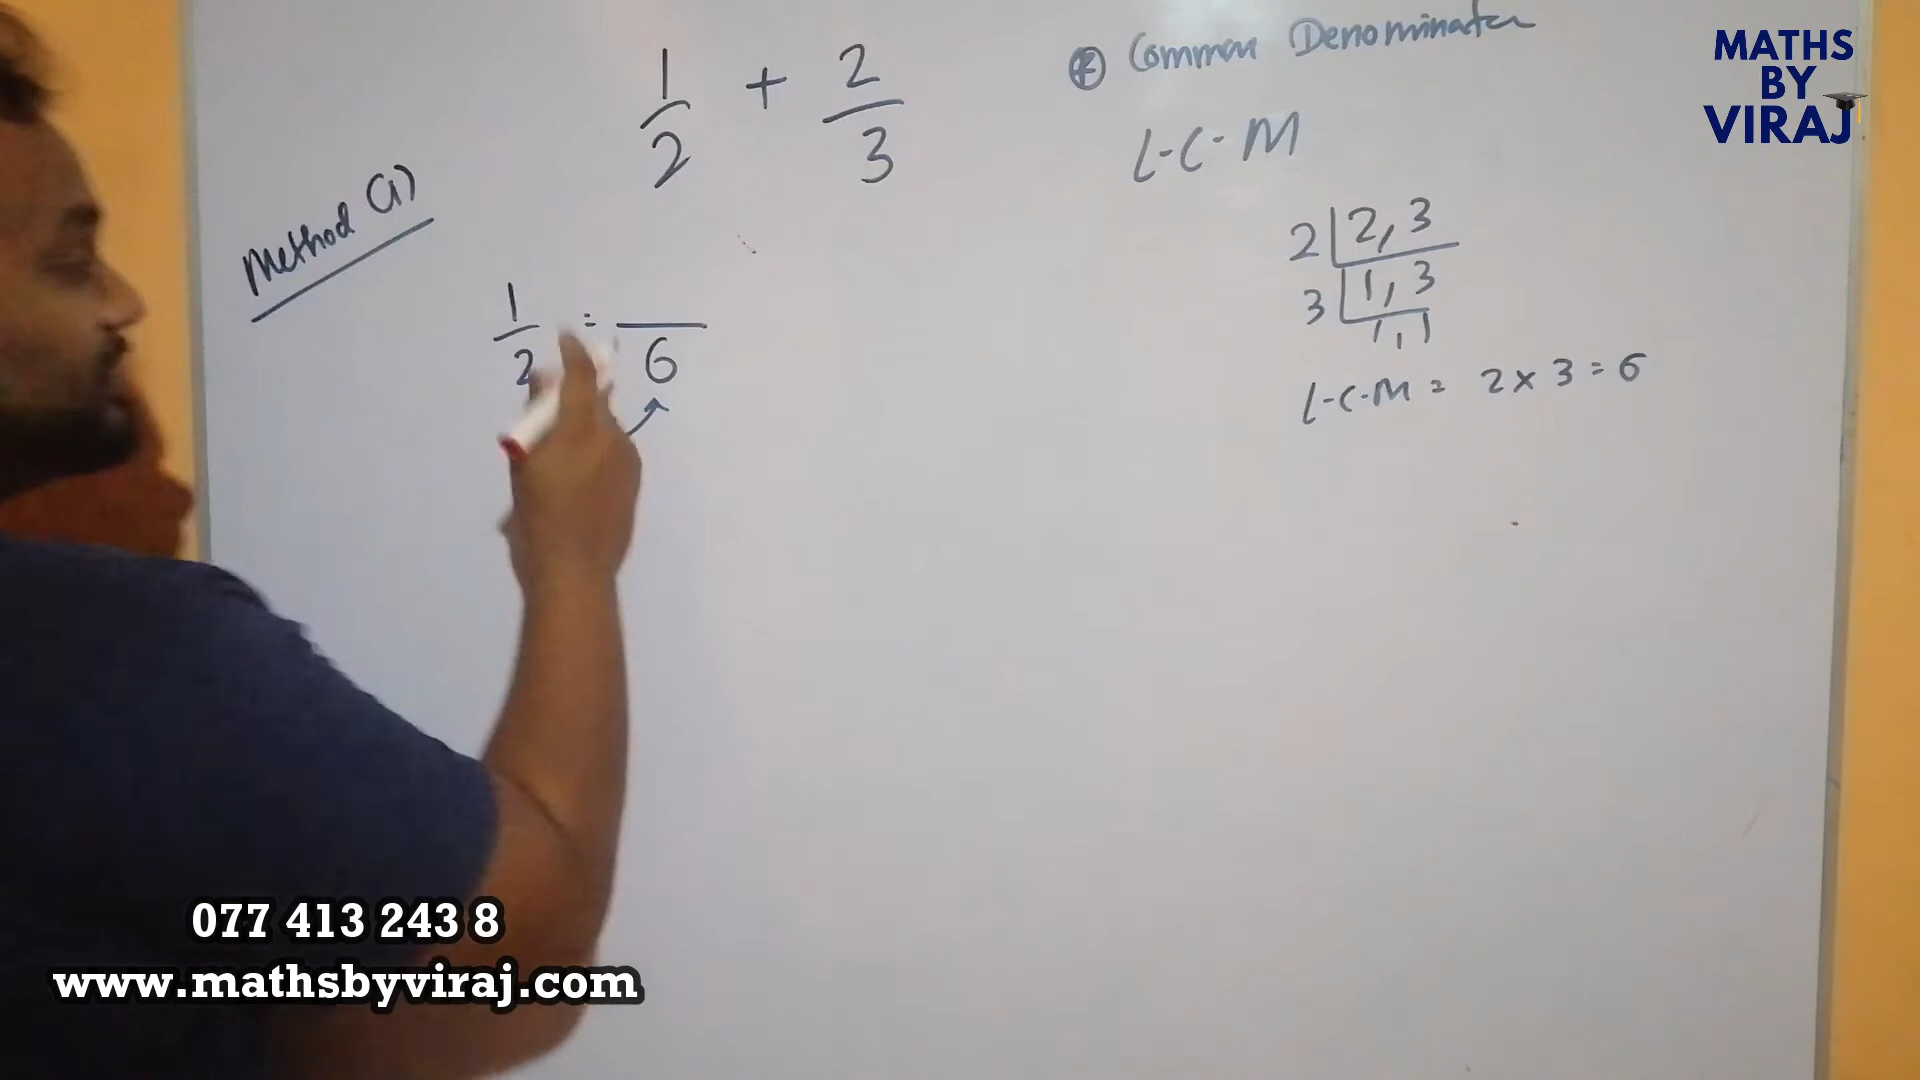 1/2 + 2/3
Common Denominator
L-C-M
2 | 2, 3
3 | 1, 3
1, 1
L-C-M = 2 x 3 = 6
Method (1)
1/2 = /6
MATHS
BY
VIRAJ
077 413 243 8
www.mathsbyviraj.com